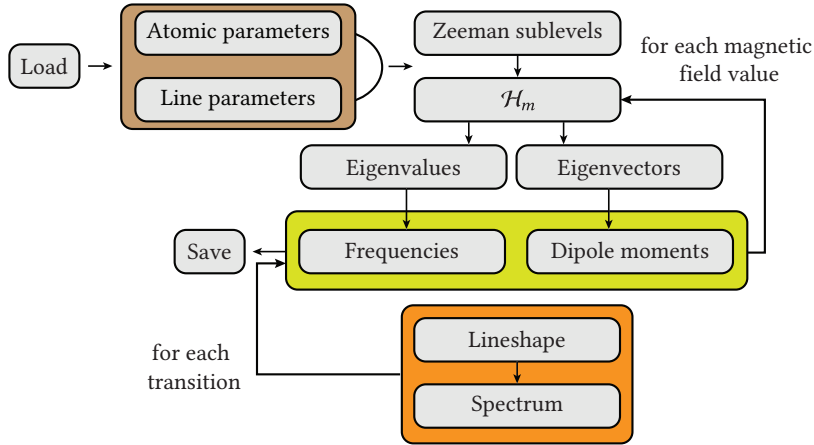 Load
Atomic parameters
Line parameters
Zeeman sublevels
for each magnetic
field value
ℋₘ
Eigenvalues
Eigenvectors
Save
Frequencies
Dipole moments
for each
transition
Lineshape
Spectrum